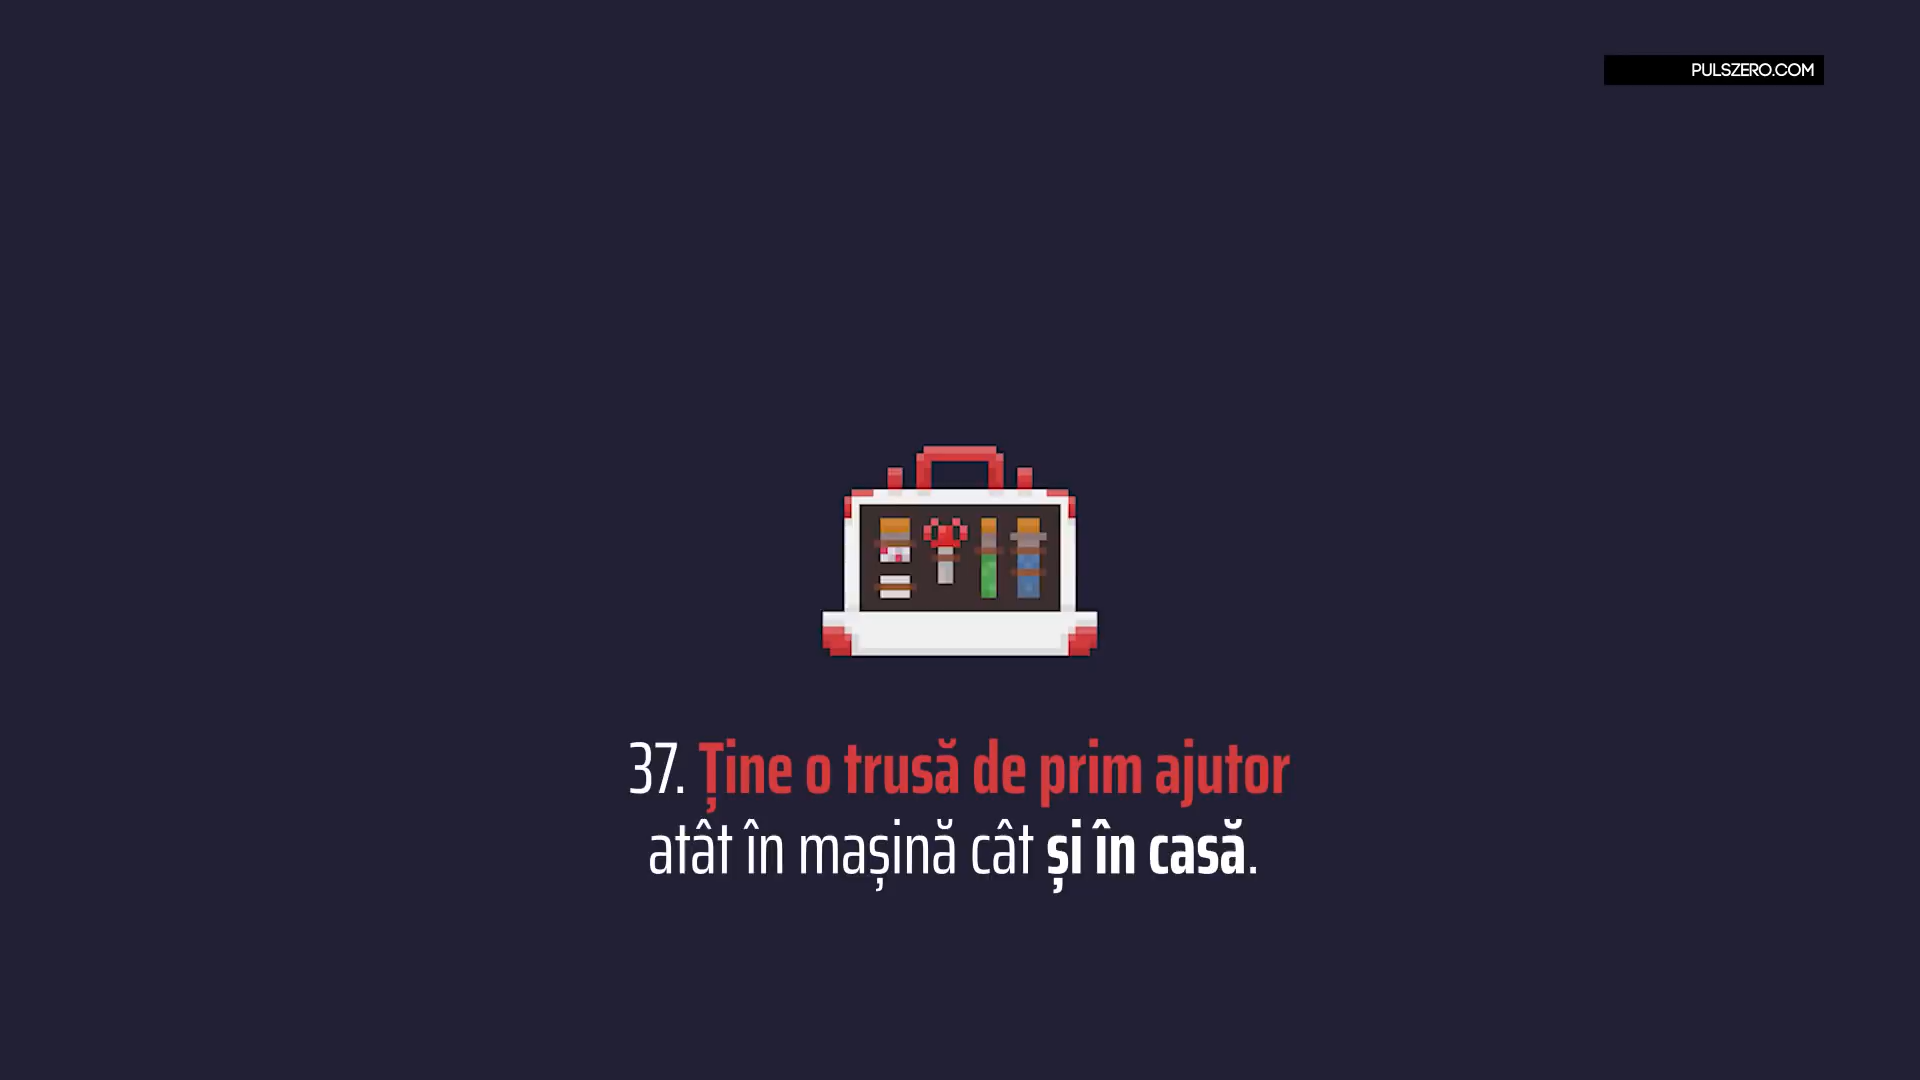 PULSZERO.COM
37. Ține o trusă de prim ajutor
atât în mașină cât și în casă.